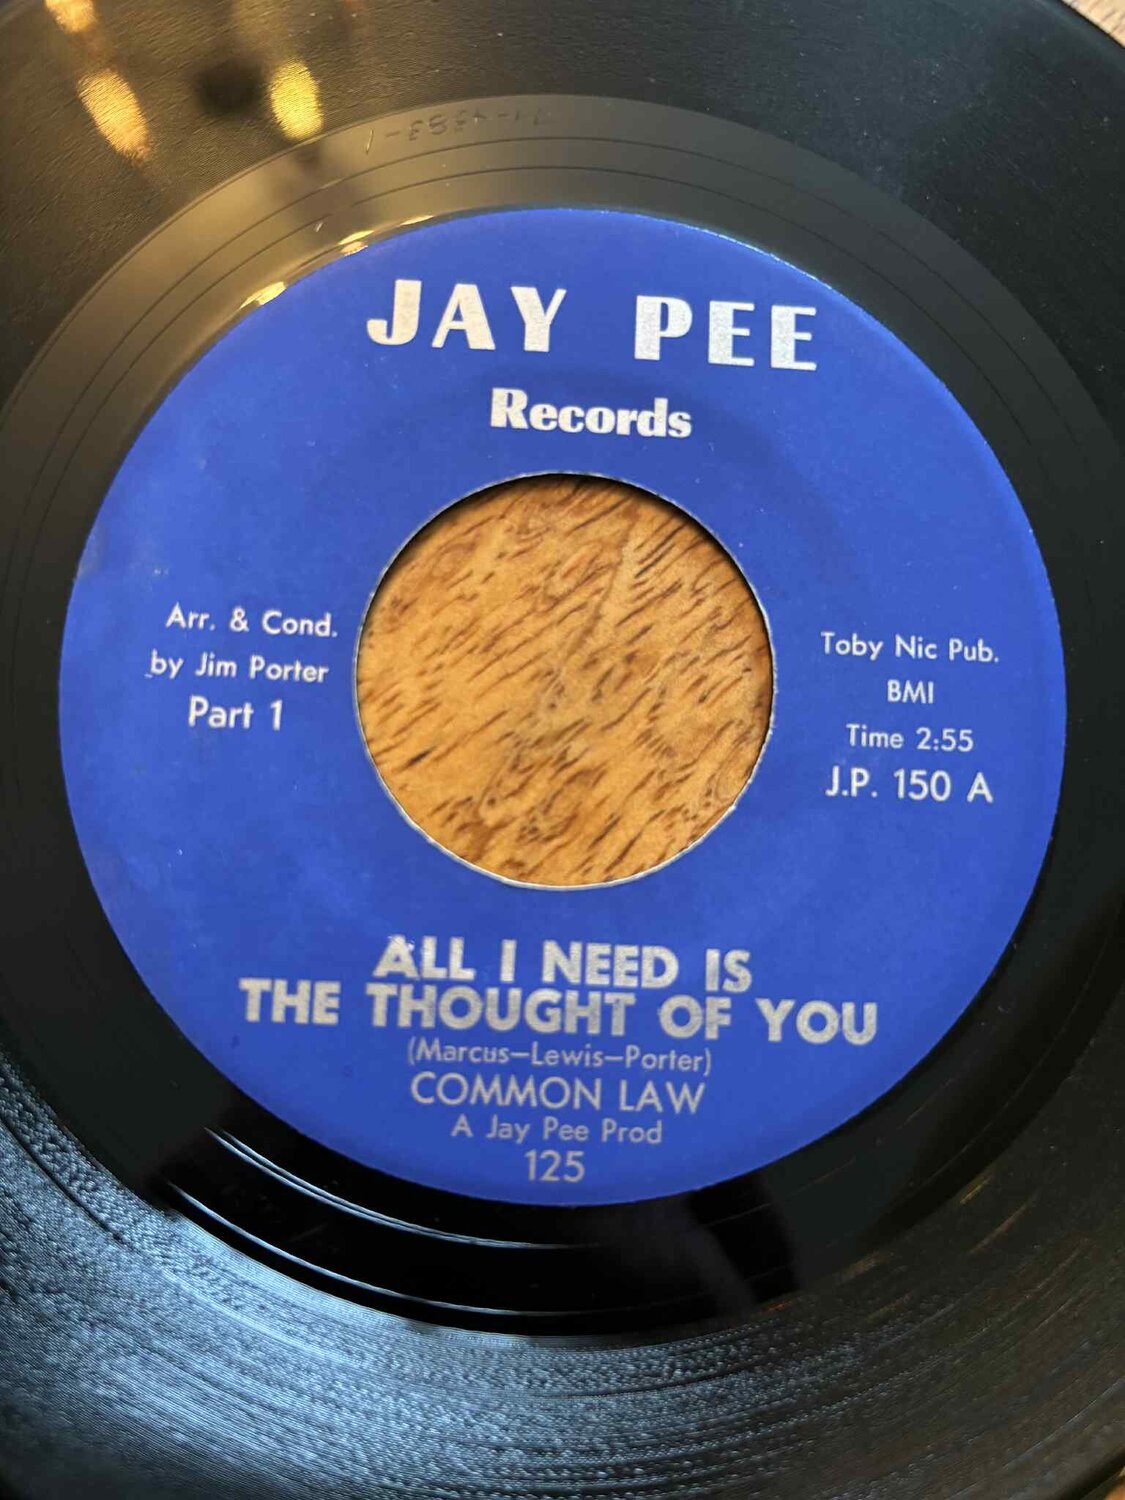 JAY PEE
Records
Arr. & Cond.
by Jim Porter
Part 1
Toby Nic Pub.
BMI
Time 2:55
J.P. 150 A
ALL I NEED IS
THE THOUGHT OF YOU
(Marcus–Lewis–Porter)
COMMON LAW
A Jay Pee Prod
125